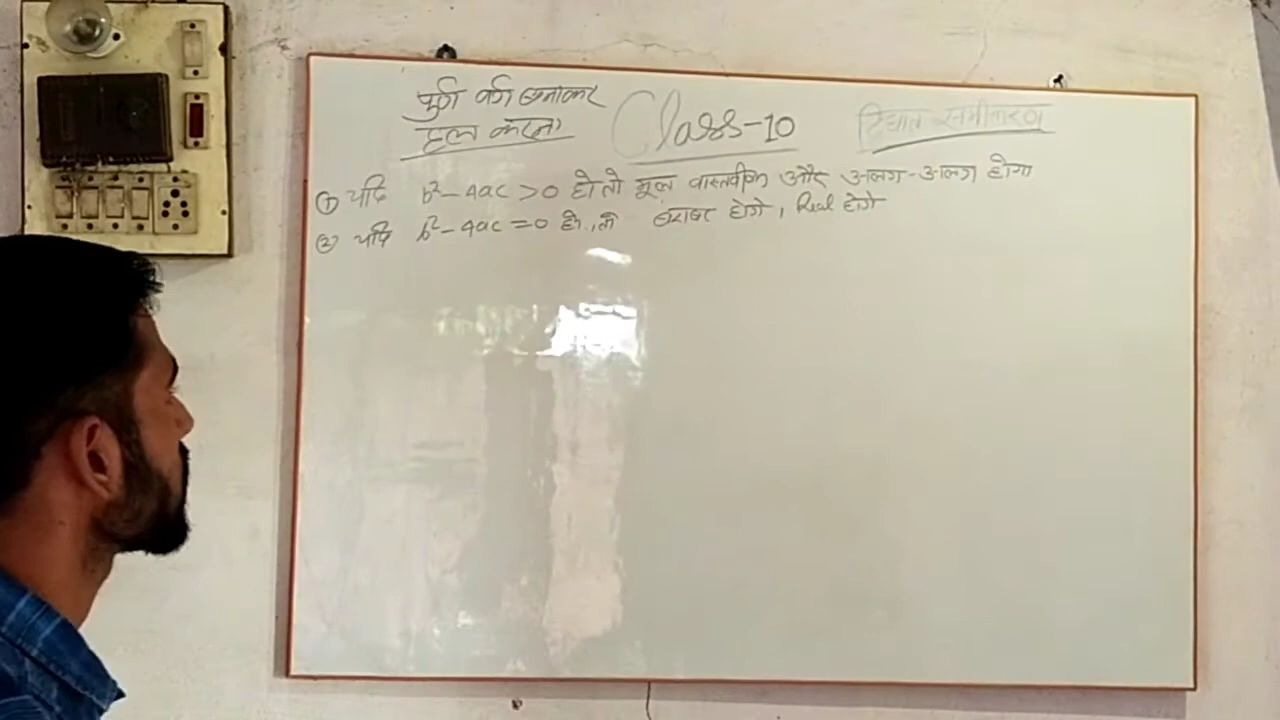 पूर्ण वर्ग बनाकर
हल करना
Class-10
द्विघात समीकरण
① यदि b²-4ac>0 हो तो मूल वास्तवीक और अलग-अलग होगा
② यदि b²-4ac=0 हो, तो बराबर होगे, Real होगे